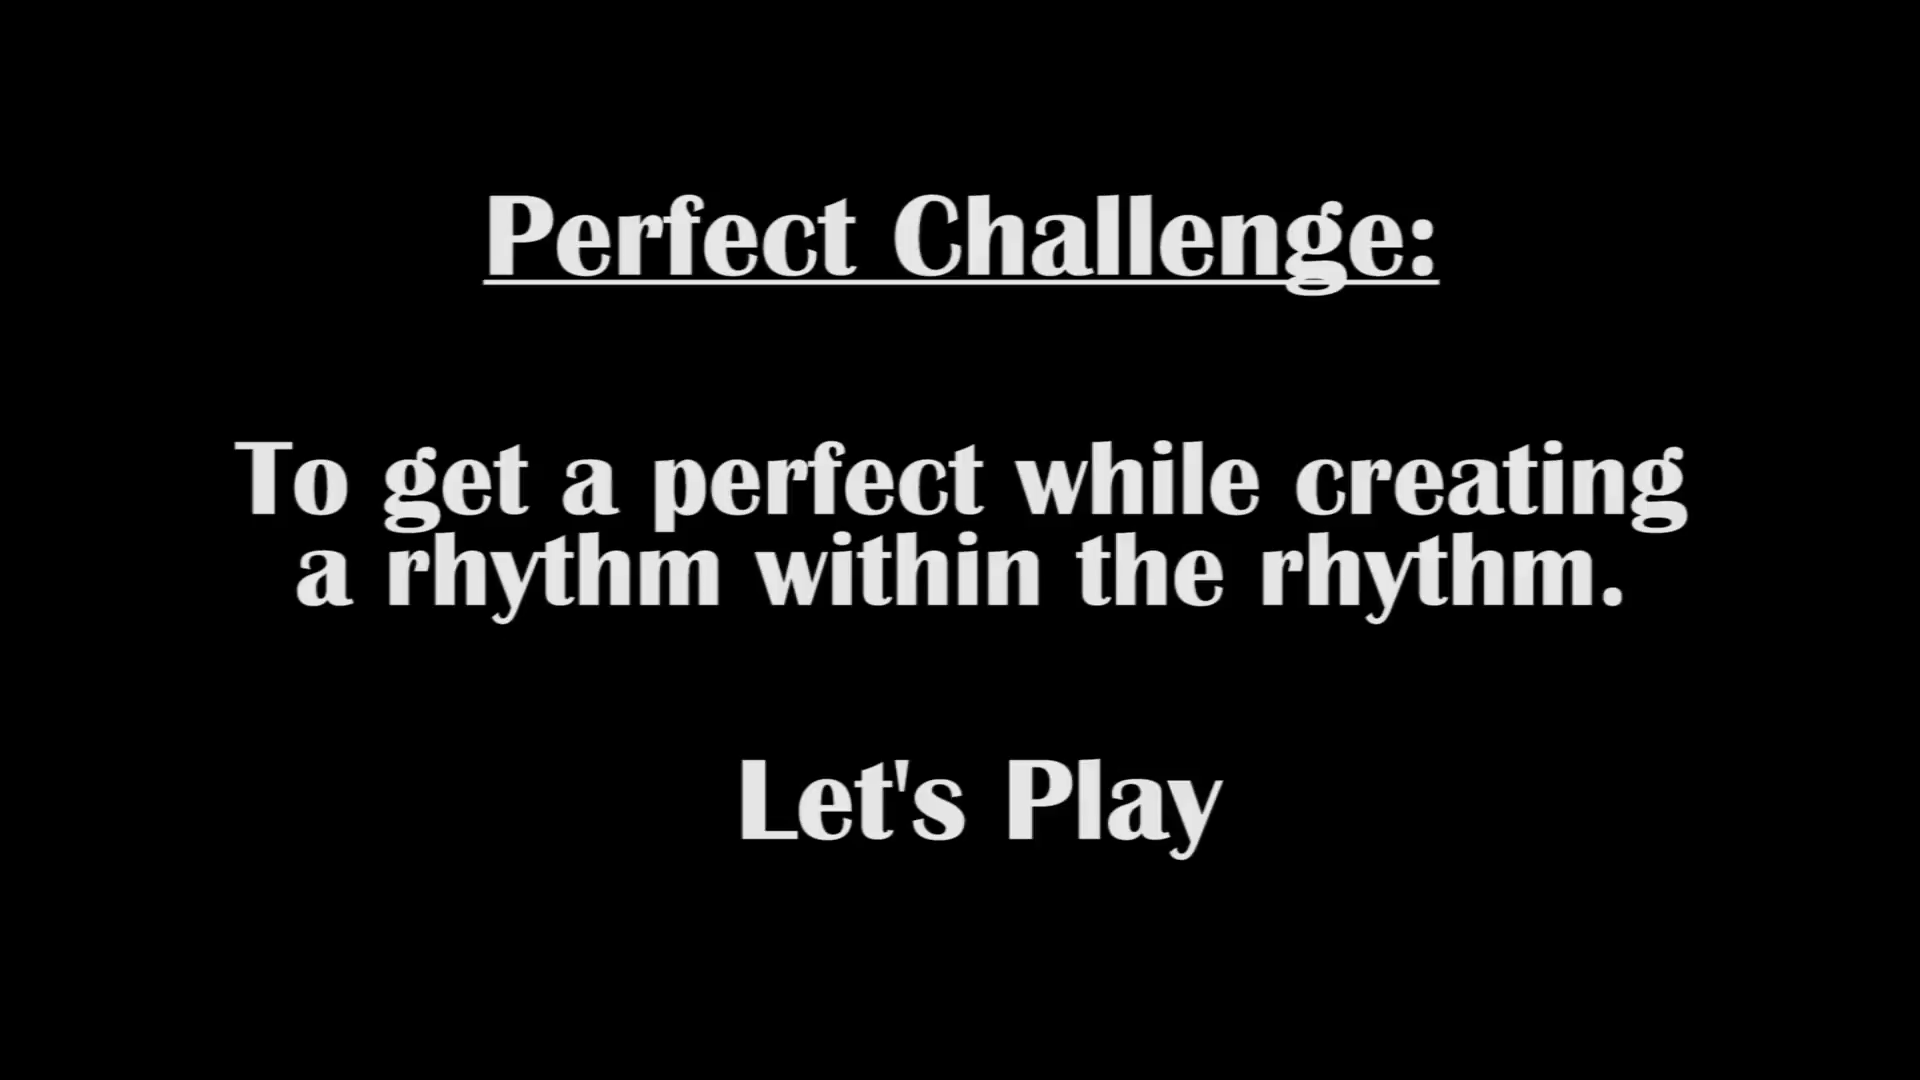 Perfect Challenge:
To get a perfect while creating
a rhythm within the rhythm.
Let's Play